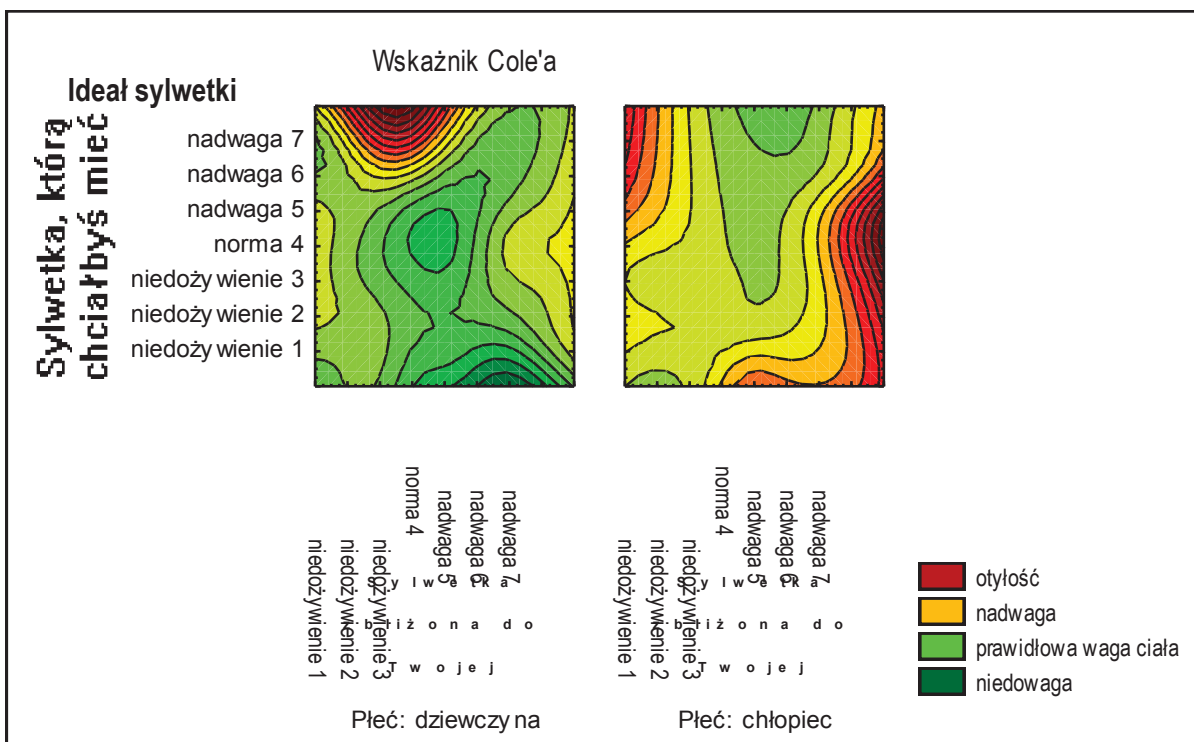 Wskaźnik Cole'a
Ideał sylwetki
Sylwetka, którą
chciałbyś mieć
nadwaga 7
nadwaga 6
nadwaga 5
norma 4
niedoży wienie 3
niedoży wienie 2
niedoży wienie 1
niedożywienie 1
niedożywienie 2
niedożywienie 3
norma 4
nadwaga 5
nadwaga 6
nadwaga 7
Sylwetka
zbliżona do
Twojej
Płeć: dziewczy na
niedożywienie 1
niedożywienie 2
niedożywienie 3
norma 4
nadwaga 5
nadwaga 6
nadwaga 7
Sylwetka
zbliżona do
Twojej
Płeć: chłopiec
otyłość
nadwaga
prawidłowa waga ciała
niedowaga